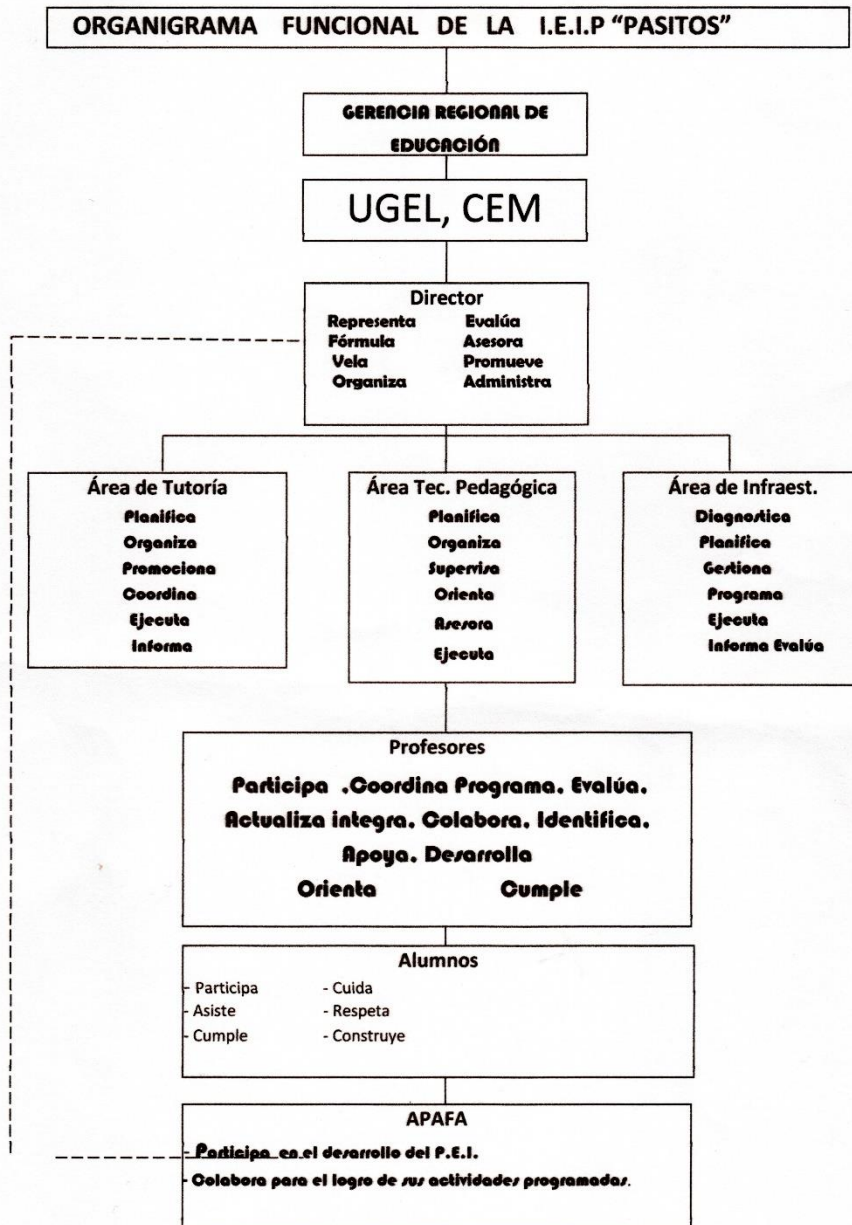 ORGANIGRAMA FUNCIONAL DE LA I.E.I.P “PASITOS”
GERENCIA REGIONAL DE
EDUCACIÓN
UGEL, CEM
Director
Representa Evalúa
Fórmula Asesora
Vela Promueve
Organiza Administra
Área de Tutoría
Planifica
Organiza
Promociona
Coordina
Ejecuta
Informa
Área Tec. Pedagógica
Planifica
Organiza
Supervisa
Orienta
Asesora
Ejecuta
Área de Infraest.
Diagnostica
Planifica
Gestiona
Programa
Ejecuta
Informa Evalúa
Profesores
Participa .Coordina Programa. Evalúa.
Actualiza integra. Colabora. Identifica.
Apoya. Desarrolla
Orienta Cumple
Alumnos
- Participa - Cuida
- Asiste - Respeta
- Cumple - Construye
APAFA
- Participa en el desarrollo del P.E.I.
- Colabora para el logro de sus actividades programadas.